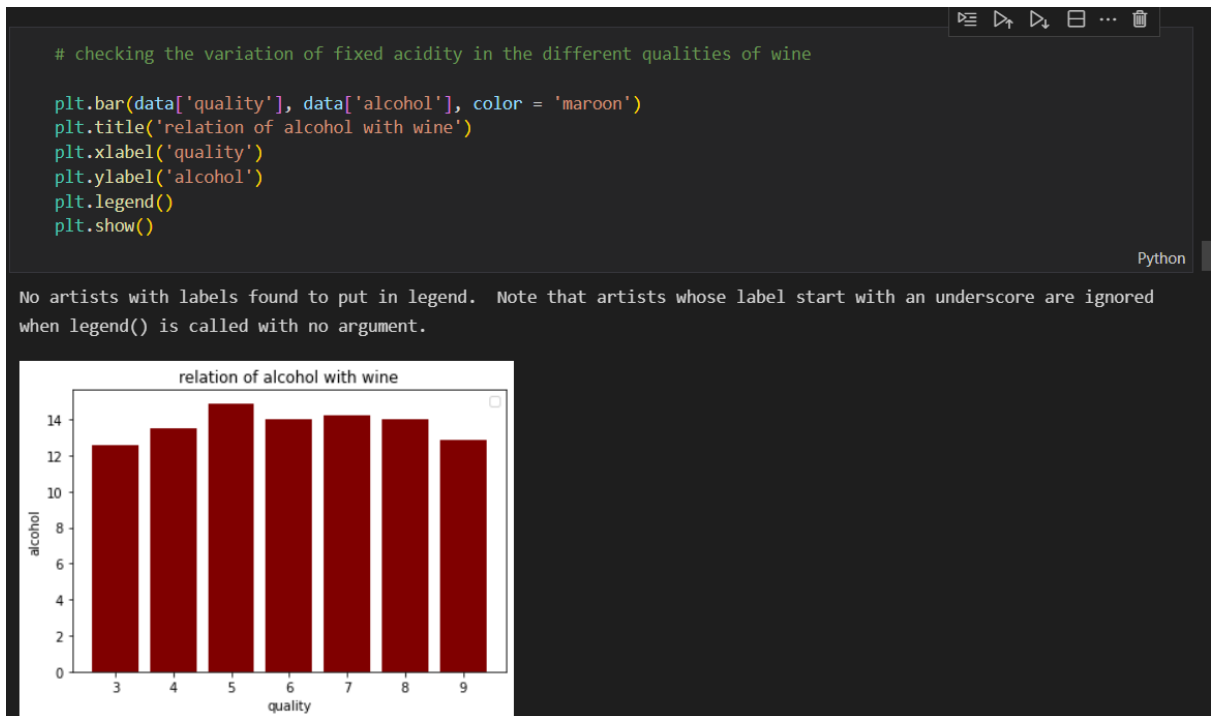 # checking the variation of fixed acidity in the different qualities of wine
plt.bar(data['quality'], data['alcohol'], color = 'maroon')
plt.title('relation of alcohol with wine')
plt.xlabel('quality')
plt.ylabel('alcohol')
plt.legend()
plt.show()
Python
No artists with labels found to put in legend.  Note that artists whose label start with an underscore are ignored
when legend() is called with no argument.
relation of alcohol with wine
14
12
10
8
6
4
2
0
alcohol
3 4 5 6 7 8 9
quality